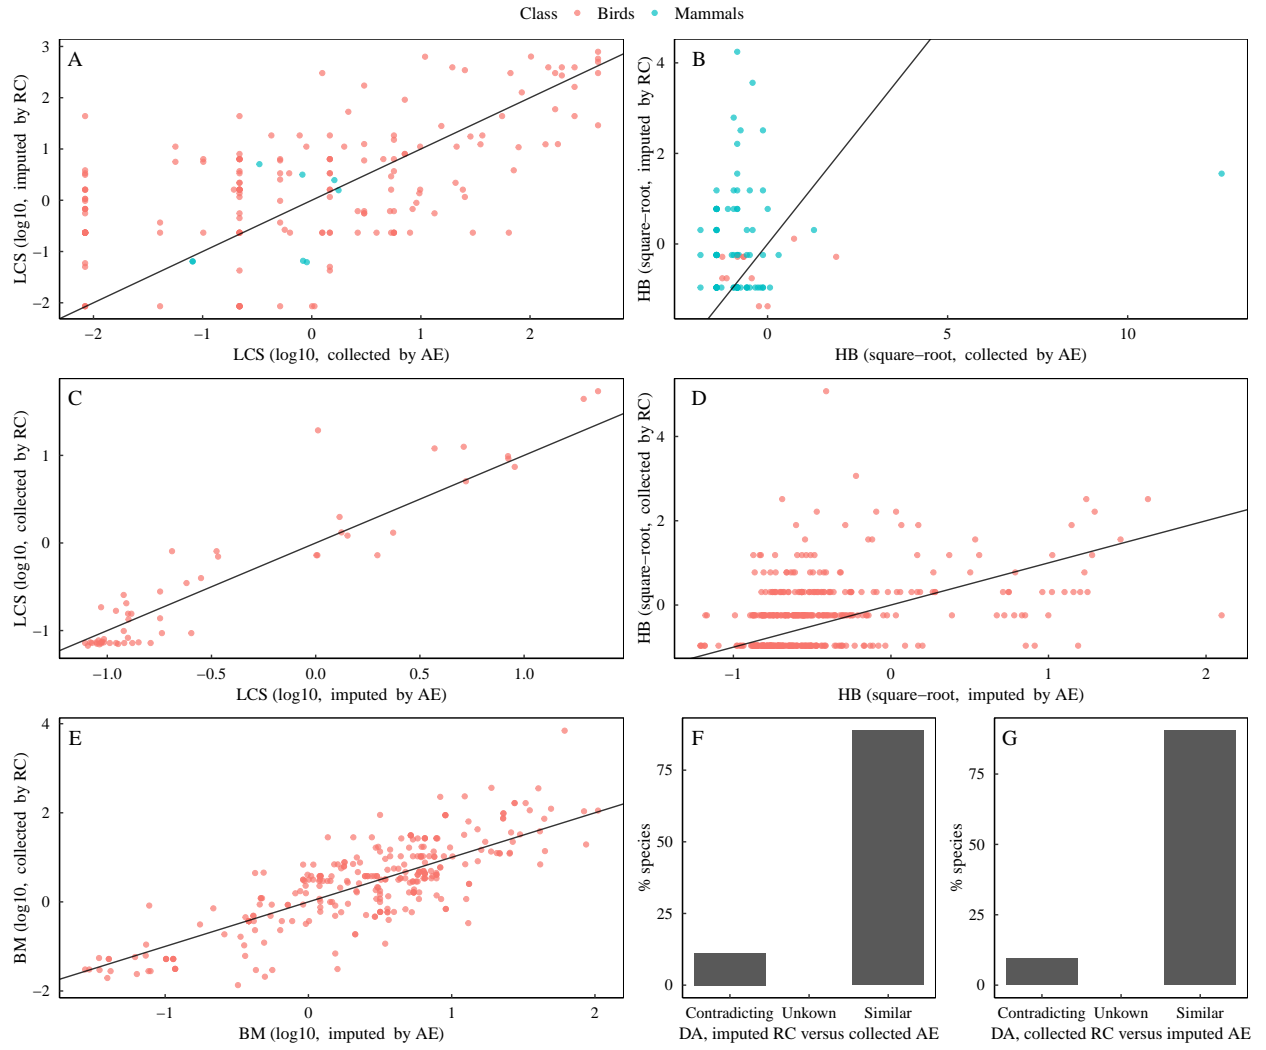 Class Birds Mammals
A
3
2
1
0
−1
−2
LCS (log10, imputed by RC)
−2 −1 0 1 2
LCS (log10, collected by AE)
B
4
2
0
HB (square−root, imputed by RC)
0 5 10
HB (square−root, collected by AE)
C
1
0
−1
LCS (log10, collected by RC)
−1.0 −0.5 0.0 0.5 1.0
LCS (log10, imputed by AE)
D
4
2
0
HB (square−root, collected by RC)
−1 0 1 2
HB (square−root, imputed by AE)
E
4
2
0
−2
BM (log10, collected by RC)
−1 0 1 2
BM (log10, imputed by AE)
F
75
50
25
0
% species
Contradicting Unkown Similar
DA, imputed RC versus collected AE
G
75
50
25
0
% species
Contradicting Unkown Similar
DA, collected RC versus imputed AE